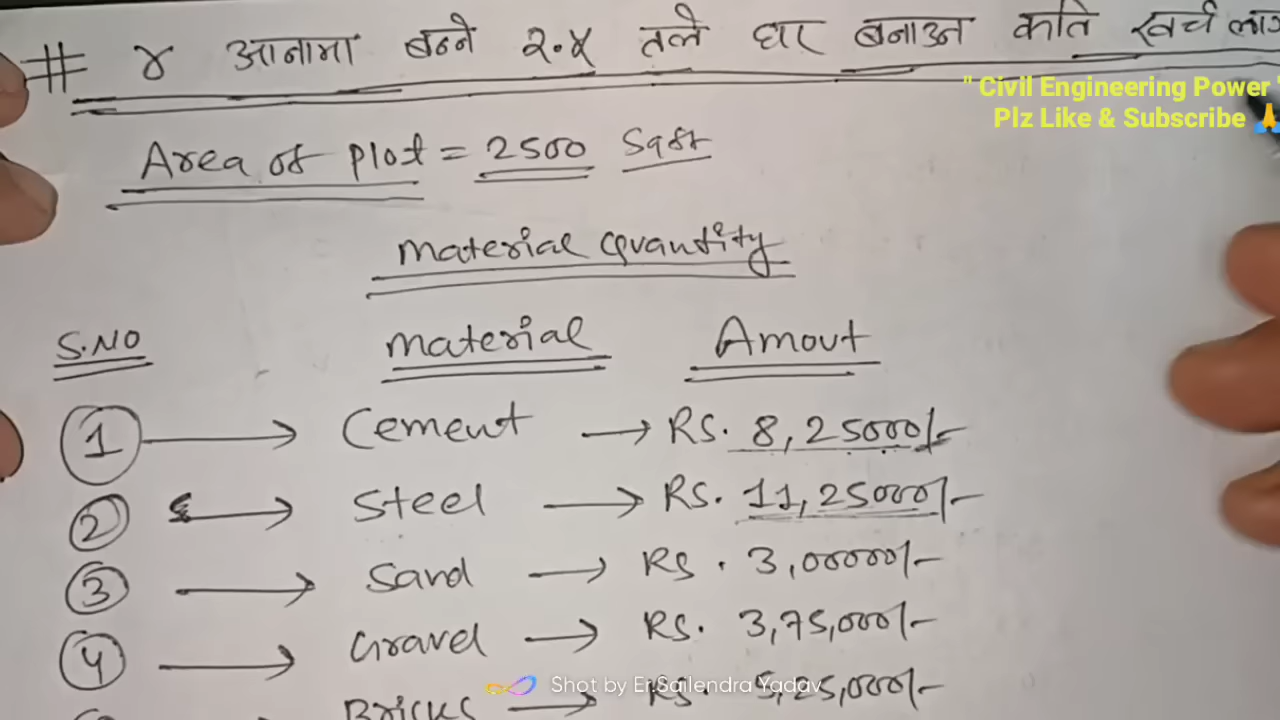 # ४ आनामा बन्ने २.५ तले घर बनाउन कति खर्च
" Civil Engineering Power "
Plz Like & Subscribe 🙏
Area of plot = 2500 Sqft
Material Quantity
S.NO Material Amout
1 → Cement → RS. 8,25000/-
2 → Steel → RS. 11,25000/-
3 → Sand → RS. 3,00000/-
4 → Gravel → RS. 3,75,000/-
Bricks → RS. 5,25,000/-
Shot by Er.Sailendra Yadav